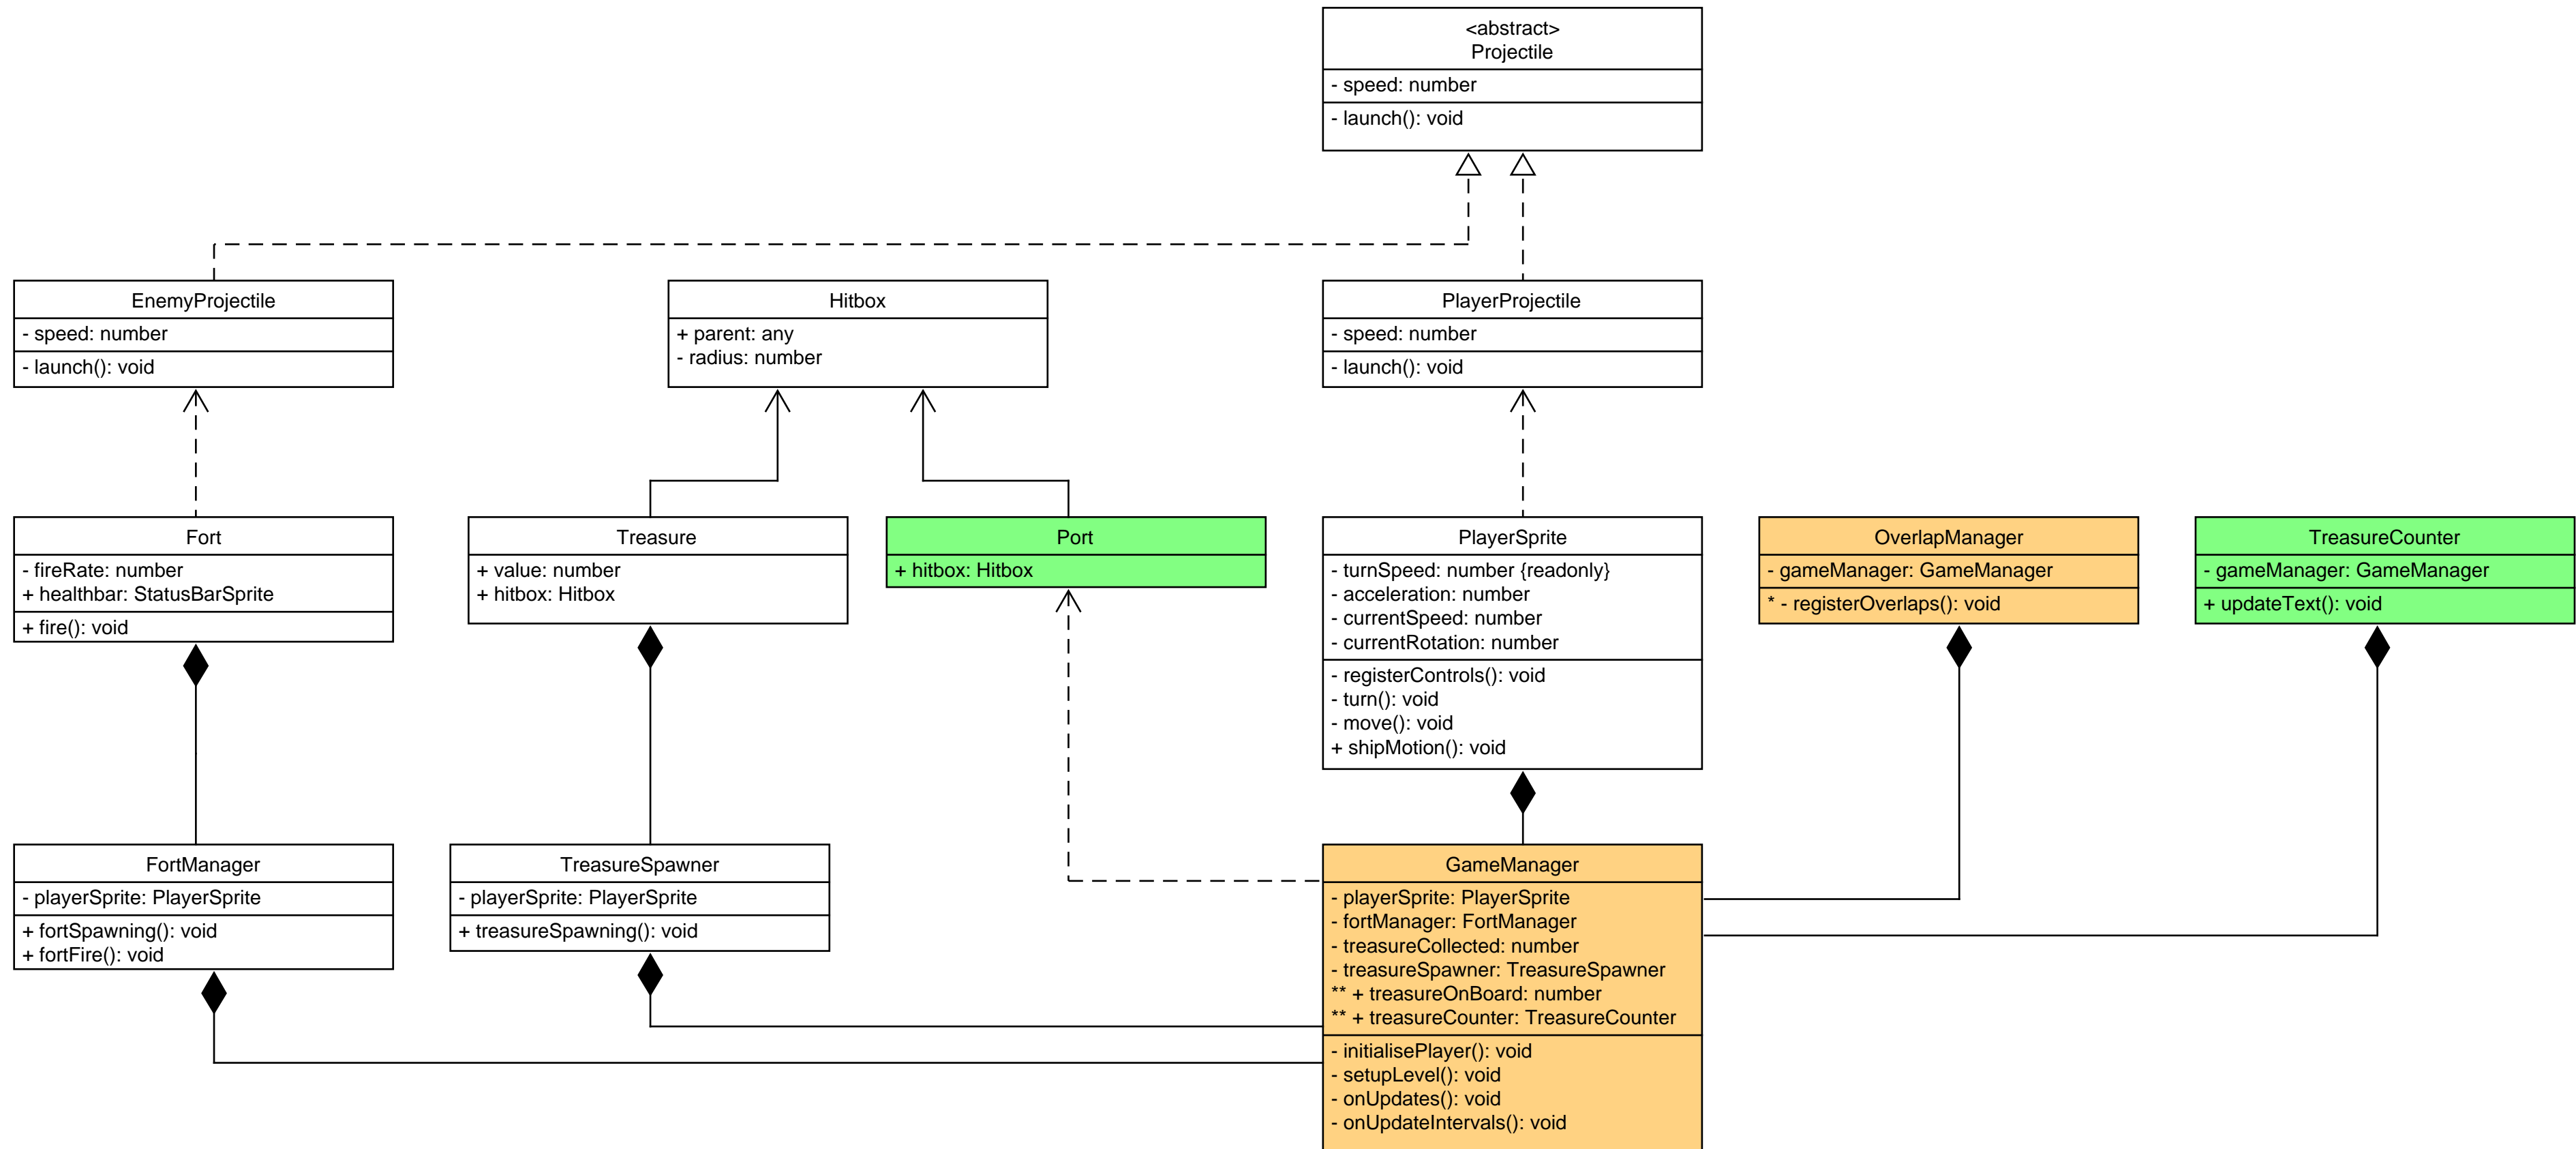 <abstract>
Projectile
- speed: number
- launch(): void
EnemyProjectile
- speed: number
- launch(): void
Hitbox
+ parent: any
- radius: number
PlayerProjectile
- speed: number
- launch(): void
Fort
- fireRate: number
+ healthbar: StatusBarSprite
+ fire(): void
Treasure
+ value: number
+ hitbox: Hitbox
Port
+ hitbox: Hitbox
PlayerSprite
- turnSpeed: number {readonly}
- acceleration: number
- currentSpeed: number
- currentRotation: number
- registerControls(): void
- turn(): void
- move(): void
+ shipMotion(): void
OverlapManager
- gameManager: GameManager
* - registerOverlaps(): void
TreasureCounter
- gameManager: GameManager
+ updateText(): void
FortManager
- playerSprite: PlayerSprite
+ fortSpawning(): void
+ fortFire(): void
TreasureSpawner
- playerSprite: PlayerSprite
+ treasureSpawning(): void
GameManager
- playerSprite: PlayerSprite
- fortManager: FortManager
- treasureCollected: number
- treasureSpawner: TreasureSpawner
** + treasureOnBoard: number
** + treasureCounter: TreasureCounter
- initialisePlayer(): void
- setupLevel(): void
- onUpdates(): void
- onUpdateIntervals(): void